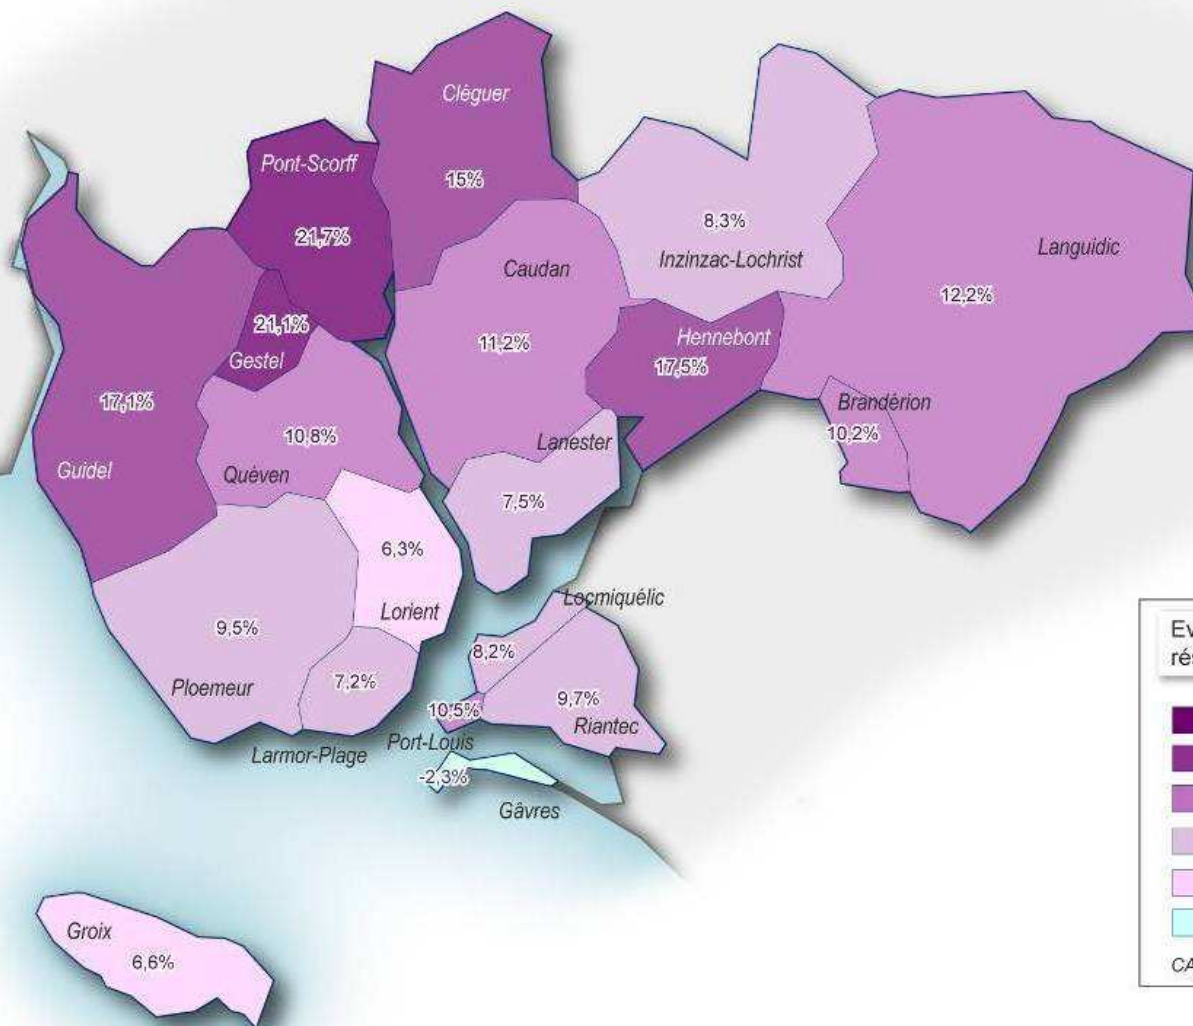 Cléguer
Pont-Scorff
15%
21,7%
8,3%
Inzinzac-Lochrist
Languidic
12,2%
Caudan
11,2%
21,1%
Gestel
Hennebont
17,5%
17,1%
Guidel
10,8%
Quéven
Brandérion
10,2%
Lanester
7,5%
6,3%
Lorient
9,5%
Ploemeur
7,2%
Larmor-Plage
Locmiquélic
8,2%
9,7%
Riantec
10,5%
Port-Louis
-2,3%
Gâvres
Groix
6,6%
Ev
rés
CA